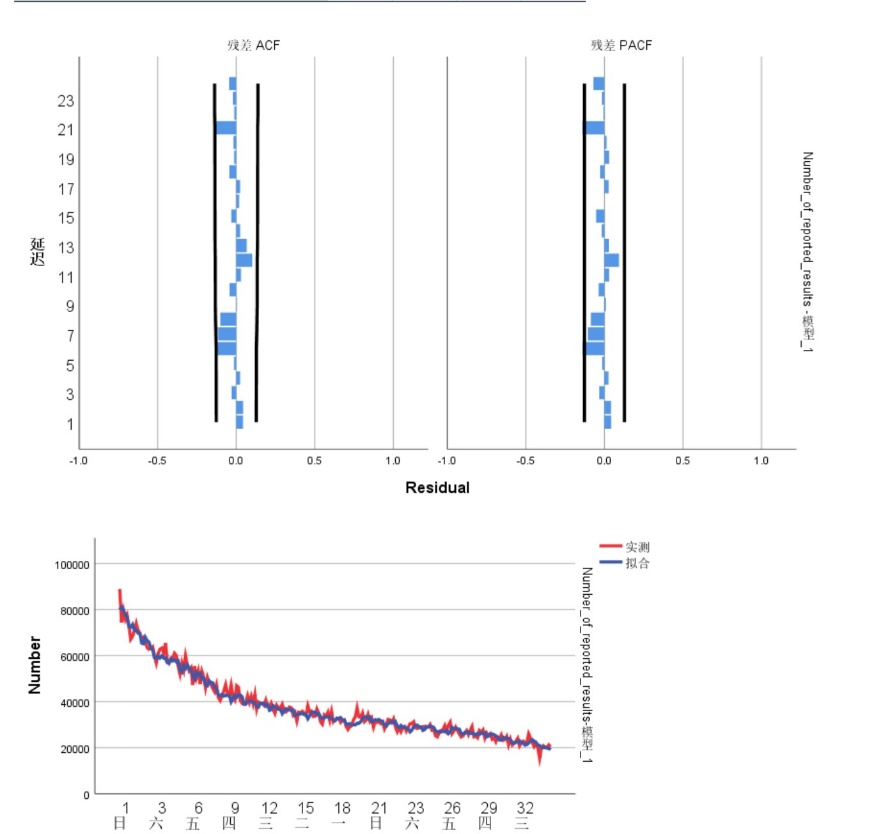 残差 ACF
残差 PACF
23
21
19
17
15
13
11
9
7
5
3
1
延迟
-1.0 -0.5 0.0 0.5 1.0
-1.0 -0.5 0.0 0.5 1.0
Residual
Number_of_reported_results -模型_1
实测
拟合
100000
80000
60000
40000
20000
0
Number
Number_of_reported_results-模型_1
1 3 6 9 12 15 18 21 23 26 29 32
日 六 五 四 三 二 一 日 六 五 四 三